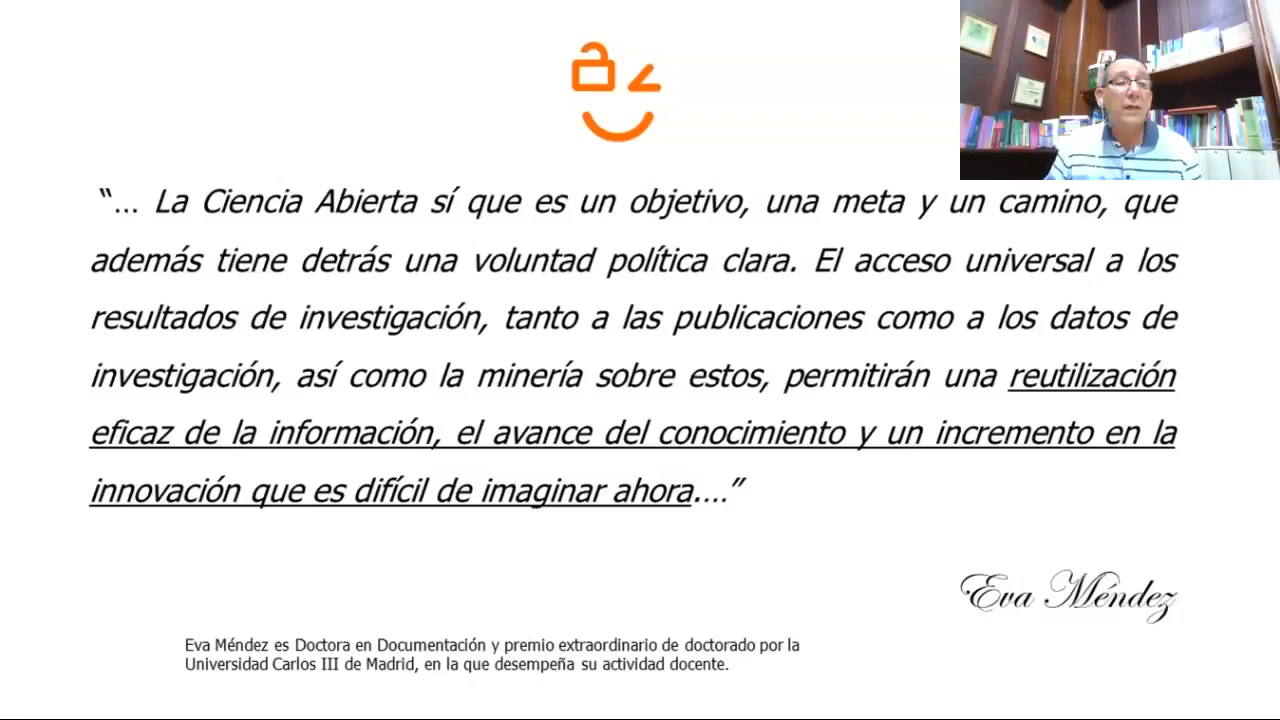 “… La Ciencia Abierta sí que es un objetivo, una meta y un camino, que
además tiene detrás una voluntad política clara. El acceso universal a los
resultados de investigación, tanto a las publicaciones como a los datos de
investigación, así como la minería sobre estos, permitirán una reutilización
eficaz de la información, el avance del conocimiento y un incremento en la
innovación que es difícil de imaginar ahora….”
Eva Méndez
Eva Méndez es Doctora en Documentación y premio extraordinario de doctorado por la
Universidad Carlos III de Madrid, en la que desempeña su actividad docente.